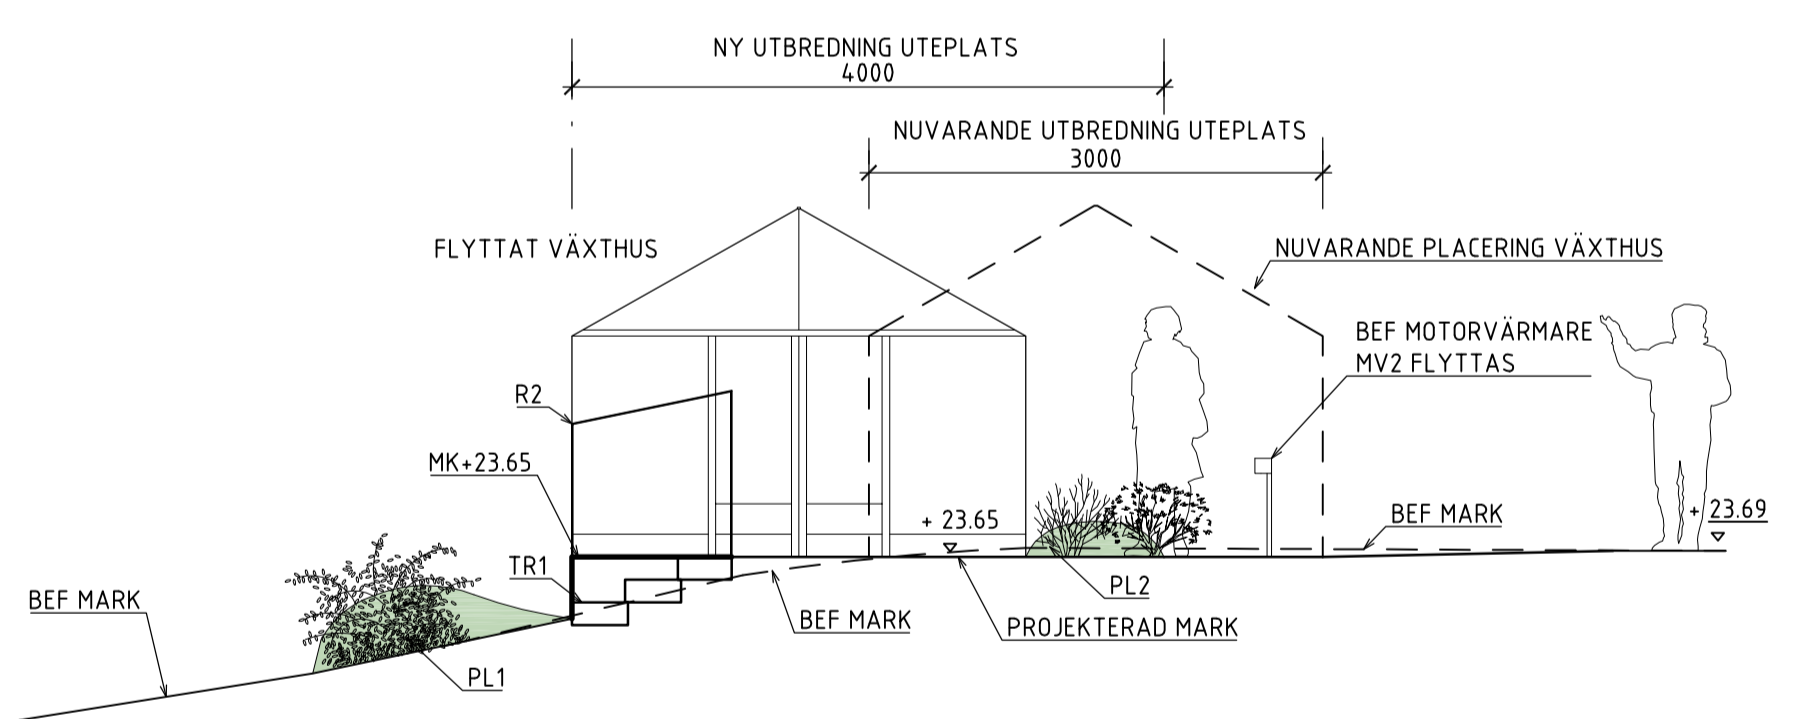 NY UTBREDNING UTEPLATS
4000
NUVARANDE UTBREDNING UTEPLATS
3000
FLYTTAT VÄXTHUS
NUVARANDE PLACERING VÄXTHUS
BEF MOTORVÄRMARE
MV2 FLYTTAS
R2
MK+23.65
+ 23.65
BEF MARK
+ 23.69
TR1
PL2
BEF MARK
BEF MARK
PROJEKTERAD MARK
PL1